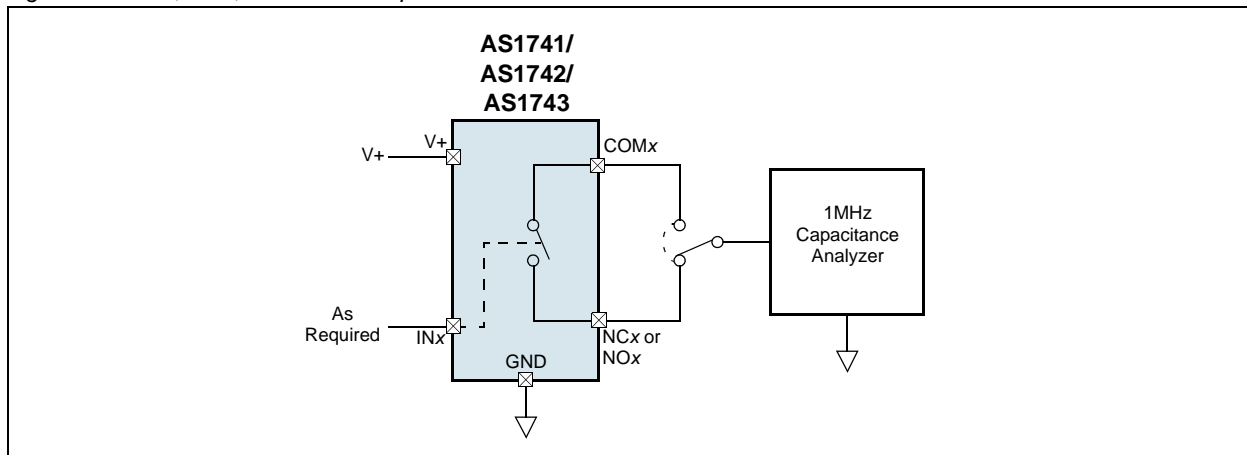 AS1741/
AS1742/
AS1743
V+
V+
COMx
1MHz
Capacitance
Analyzer
As
Required
INx
GND
NCx or
NOx